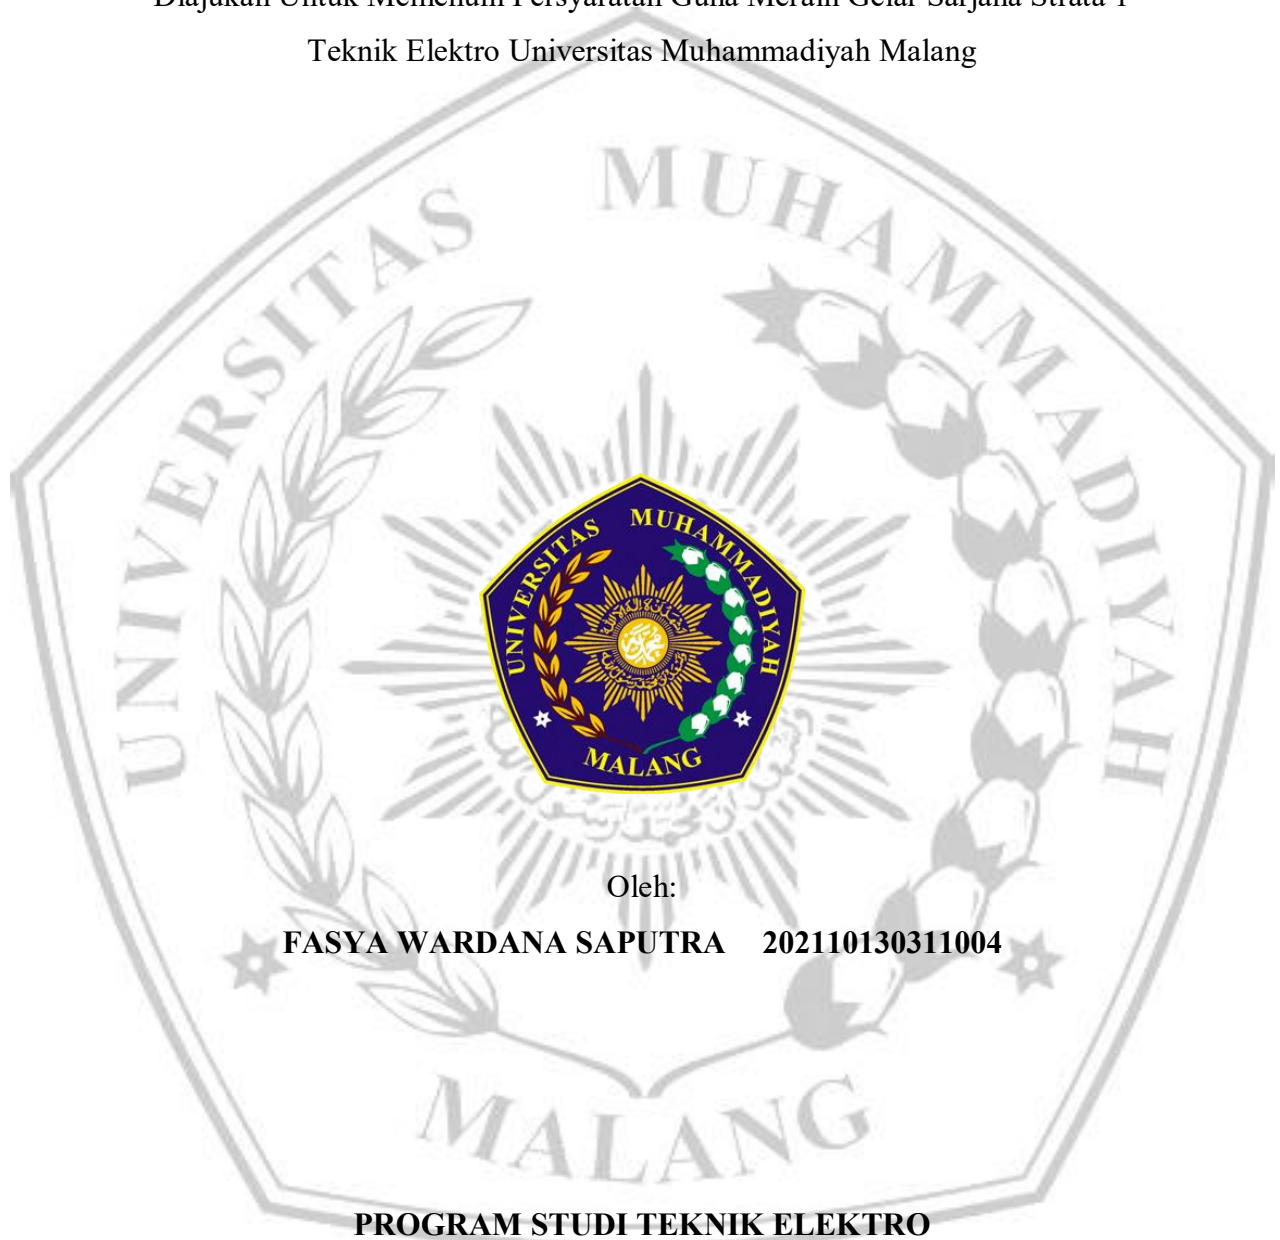 Diajukan Untuk Memenuhi Persyaratan Guna Meraih Gelar Sarjana Strata 1
Teknik Elektro Universitas Muhammadiyah Malang
UNIVERSITAS MUHAMMADIYAH
MALANG
UNIVERSITAS MUHAMMADIYAH
MALANG
Oleh:
FASYA WARDANA SAPUTRA 202110130311004
PROGRAM STUDI TEKNIK ELEKTRO